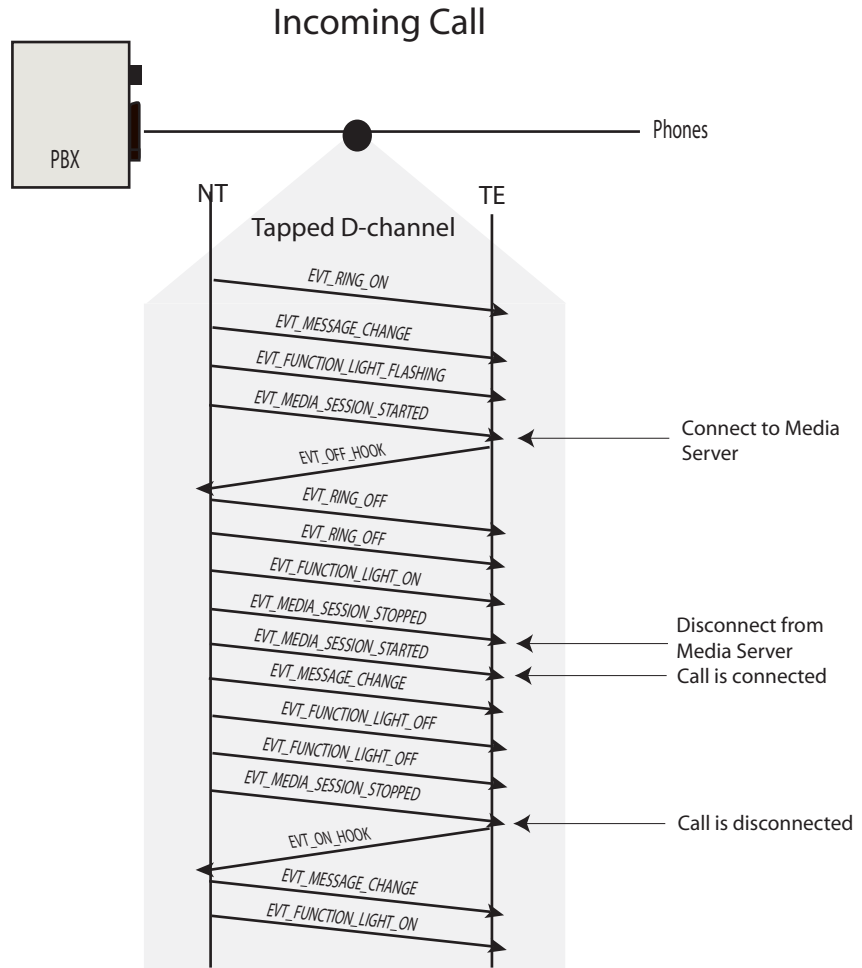 Incoming Call
PBX
Phones
NT
TE
Tapped D-channel
EVT_RING_ON
EVT_MESSAGE_CHANGE
EVT_FUNCTION_LIGHT_FLASHING
EVT_MEDIA_SESSION_STARTED
Connect to Media
Server
EVT_OFF_HOOK
EVT_RING_OFF
EVT_RING_OFF
EVT_FUNCTION_LIGHT_ON
EVT_MEDIA_SESSION_STOPPED
Disconnect from
Media Server
EVT_MEDIA_SESSION_STARTED
Call is connected
EVT_MESSAGE_CHANGE
EVT_FUNCTION_LIGHT_OFF
EVT_FUNCTION_LIGHT_OFF
EVT_MEDIA_SESSION_STOPPED
Call is disconnected
EVT_ON_HOOK
EVT_MESSAGE_CHANGE
EVT_FUNCTION_LIGHT_ON